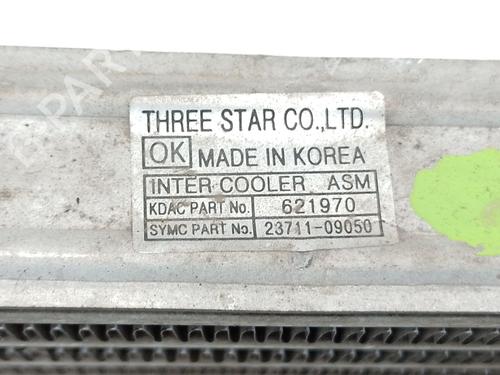 THREE STAR CO.,LTD.
OK MADE IN KOREA
INTER COOLER ASM
KDAC PART No. 621970
SYMC PART No. 23711-09050